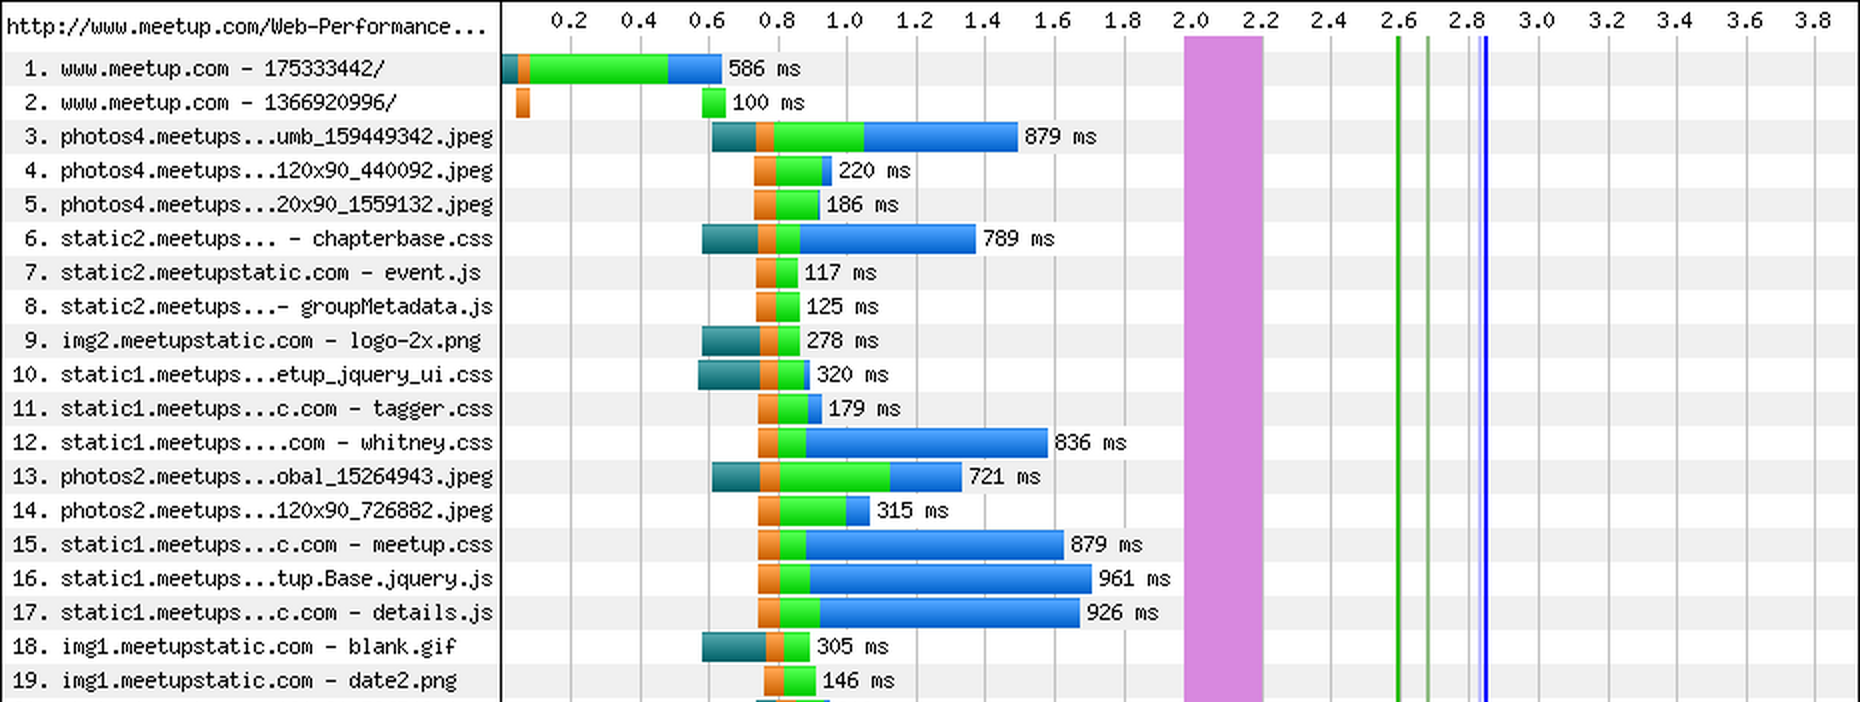 http://www.meetup.com/Web-Performance... 0.2 0.4 0.6 0.8 1.0 1.2 1.4 1.6 1.8 2.0 2.2 2.4 2.6 2.8 3.0 3.2 3.4 3.6 3.8
1. www.meetup.com - 175333442/ 586 ms
2. www.meetup.com - 1366920996/ 100 ms
3. photos4.meetups...umb_159449342.jpeg 879 ms
4. photos4.meetups...120x90_440092.jpeg 220 ms
5. photos4.meetups...20x90_1559132.jpeg 186 ms
6. static2.meetups... - chapterbase.css 789 ms
7. static2.meetupstatic.com - event.js 117 ms
8. static2.meetups...- groupMetadata.js 125 ms
9. img2.meetupstatic.com - logo-2x.png 278 ms
10. static1.meetups...etup_jquery_ui.css 320 ms
11. static1.meetups...c.com - tagger.css 179 ms
12. static1.meetups....com - whitney.css 836 ms
13. photos2.meetups...obal_15264943.jpeg 721 ms
14. photos2.meetups...120x90_726882.jpeg 315 ms
15. static1.meetups...c.com - meetup.css 879 ms
16. static1.meetups...tup.Base.jquery.js 961 ms
17. static1.meetups...c.com - details.js 926 ms
18. img1.meetupstatic.com - blank.gif 305 ms
19. img1.meetupstatic.com - date2.png 146 ms